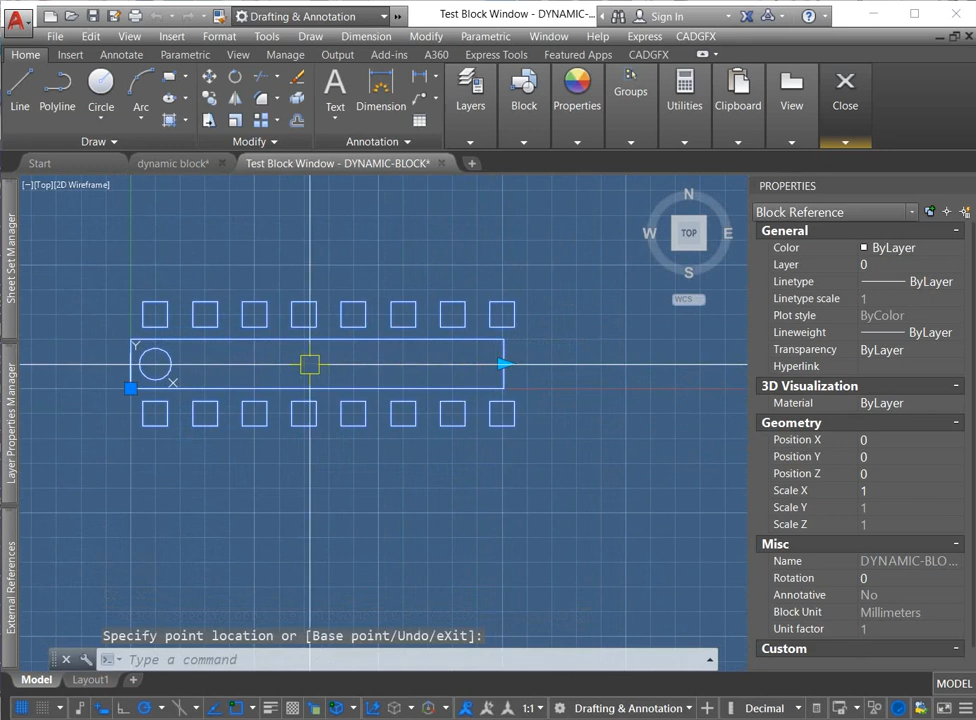 Drafting & Annotation
Test Block Window - DYNAMIC-...
Sign In
File
Edit
View
Insert
Format
Tools
Draw
Dimension
Modify
Parametric
Window
Help
Express
CADGFX
Home
Insert
Annotate
Parametric
View
Manage
Output
Add-ins
A360
Express Tools
Featured Apps
CADGFX
Line
Polyline
Circle
Arc
Text
Dimension
Layers
Block
Properties
Groups
Utilities
Clipboard
View
Close
Draw
Modify
Annotation
Start
dynamic block*
Test Block Window - DYNAMIC-BLOCK*
[−][Top][2D Wireframe]
N
W
TOP
E
S
WCS
Y
X
Sheet Set Manager
Layer Properties Manager
External References
PROPERTIES
Block Reference
General
Color ByLayer
Layer 0
Linetype ByLayer
Linetype scale 1
Plot style ByColor
Lineweight ByLayer
Transparency ByLayer
Hyperlink
3D Visualization
Material ByLayer
Geometry
Position X 0
Position Y 0
Position Z 0
Scale X 1
Scale Y 1
Scale Z 1
Misc
Name DYNAMIC-BLO...
Rotation 0
Annotative No
Block Unit Millimeters
Unit factor 1
Custom
Specify point location or [Base point/Undo/eXit]:
Type a command
Model
Layout1
MODEL
1:1
Drafting & Annotation
Decimal